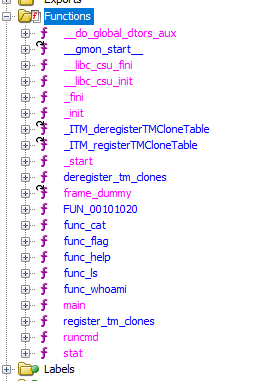 Exports
Functions
__do_global_dtors_aux
__gmon_start__
__libc_csu_fini
__libc_csu_init
_fini
_init
_ITM_deregisterTMCloneTable
_ITM_registerTMCloneTable
_start
deregister_tm_clones
frame_dummy
FUN_00101020
func_cat
func_flag
func_help
func_ls
func_whoami
main
register_tm_clones
runcmd
stat
Labels